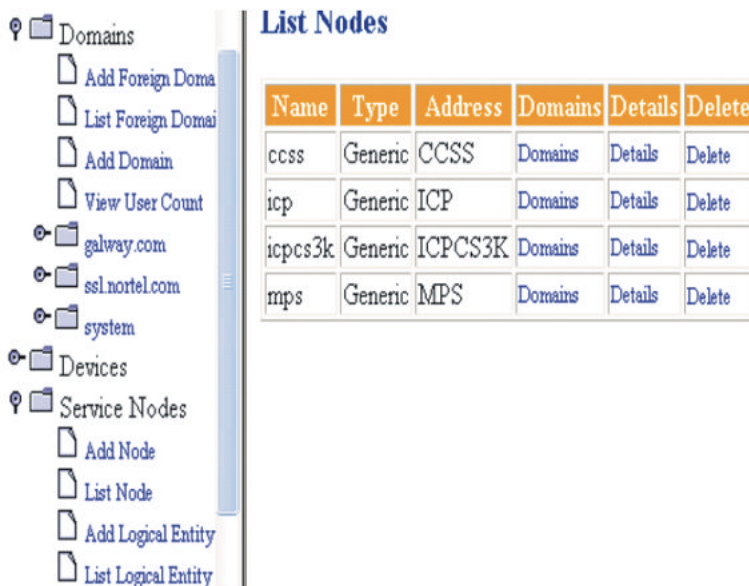 Domains
Add Foreign Doma
List Foreign Domai
Add Domain
View User Count
galway.com
ssl.nortel.com
system
Devices
Service Nodes
Add Node
List Node
Add Logical Entity
List Logical Entity
List Nodes
Name Type Address Domains Details Delete
ccss Generic CCSS Domains Details Delete
icp Generic ICP Domains Details Delete
icpcs3k Generic ICPCS3K Domains Details Delete
mps Generic MPS Domains Details Delete